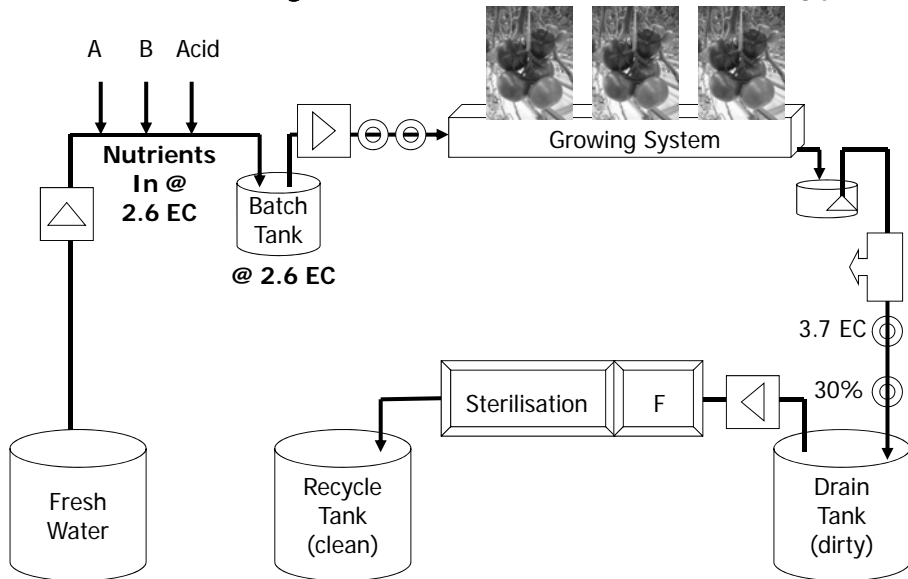 A B Acid
Nutrients
In @
2.6 EC
Batch
Tank
@ 2.6 EC
Growing System
3.7 EC
30%
Sterilisation F
Fresh
Water
Recycle
Tank
(clean)
Drain
Tank
(dirty)